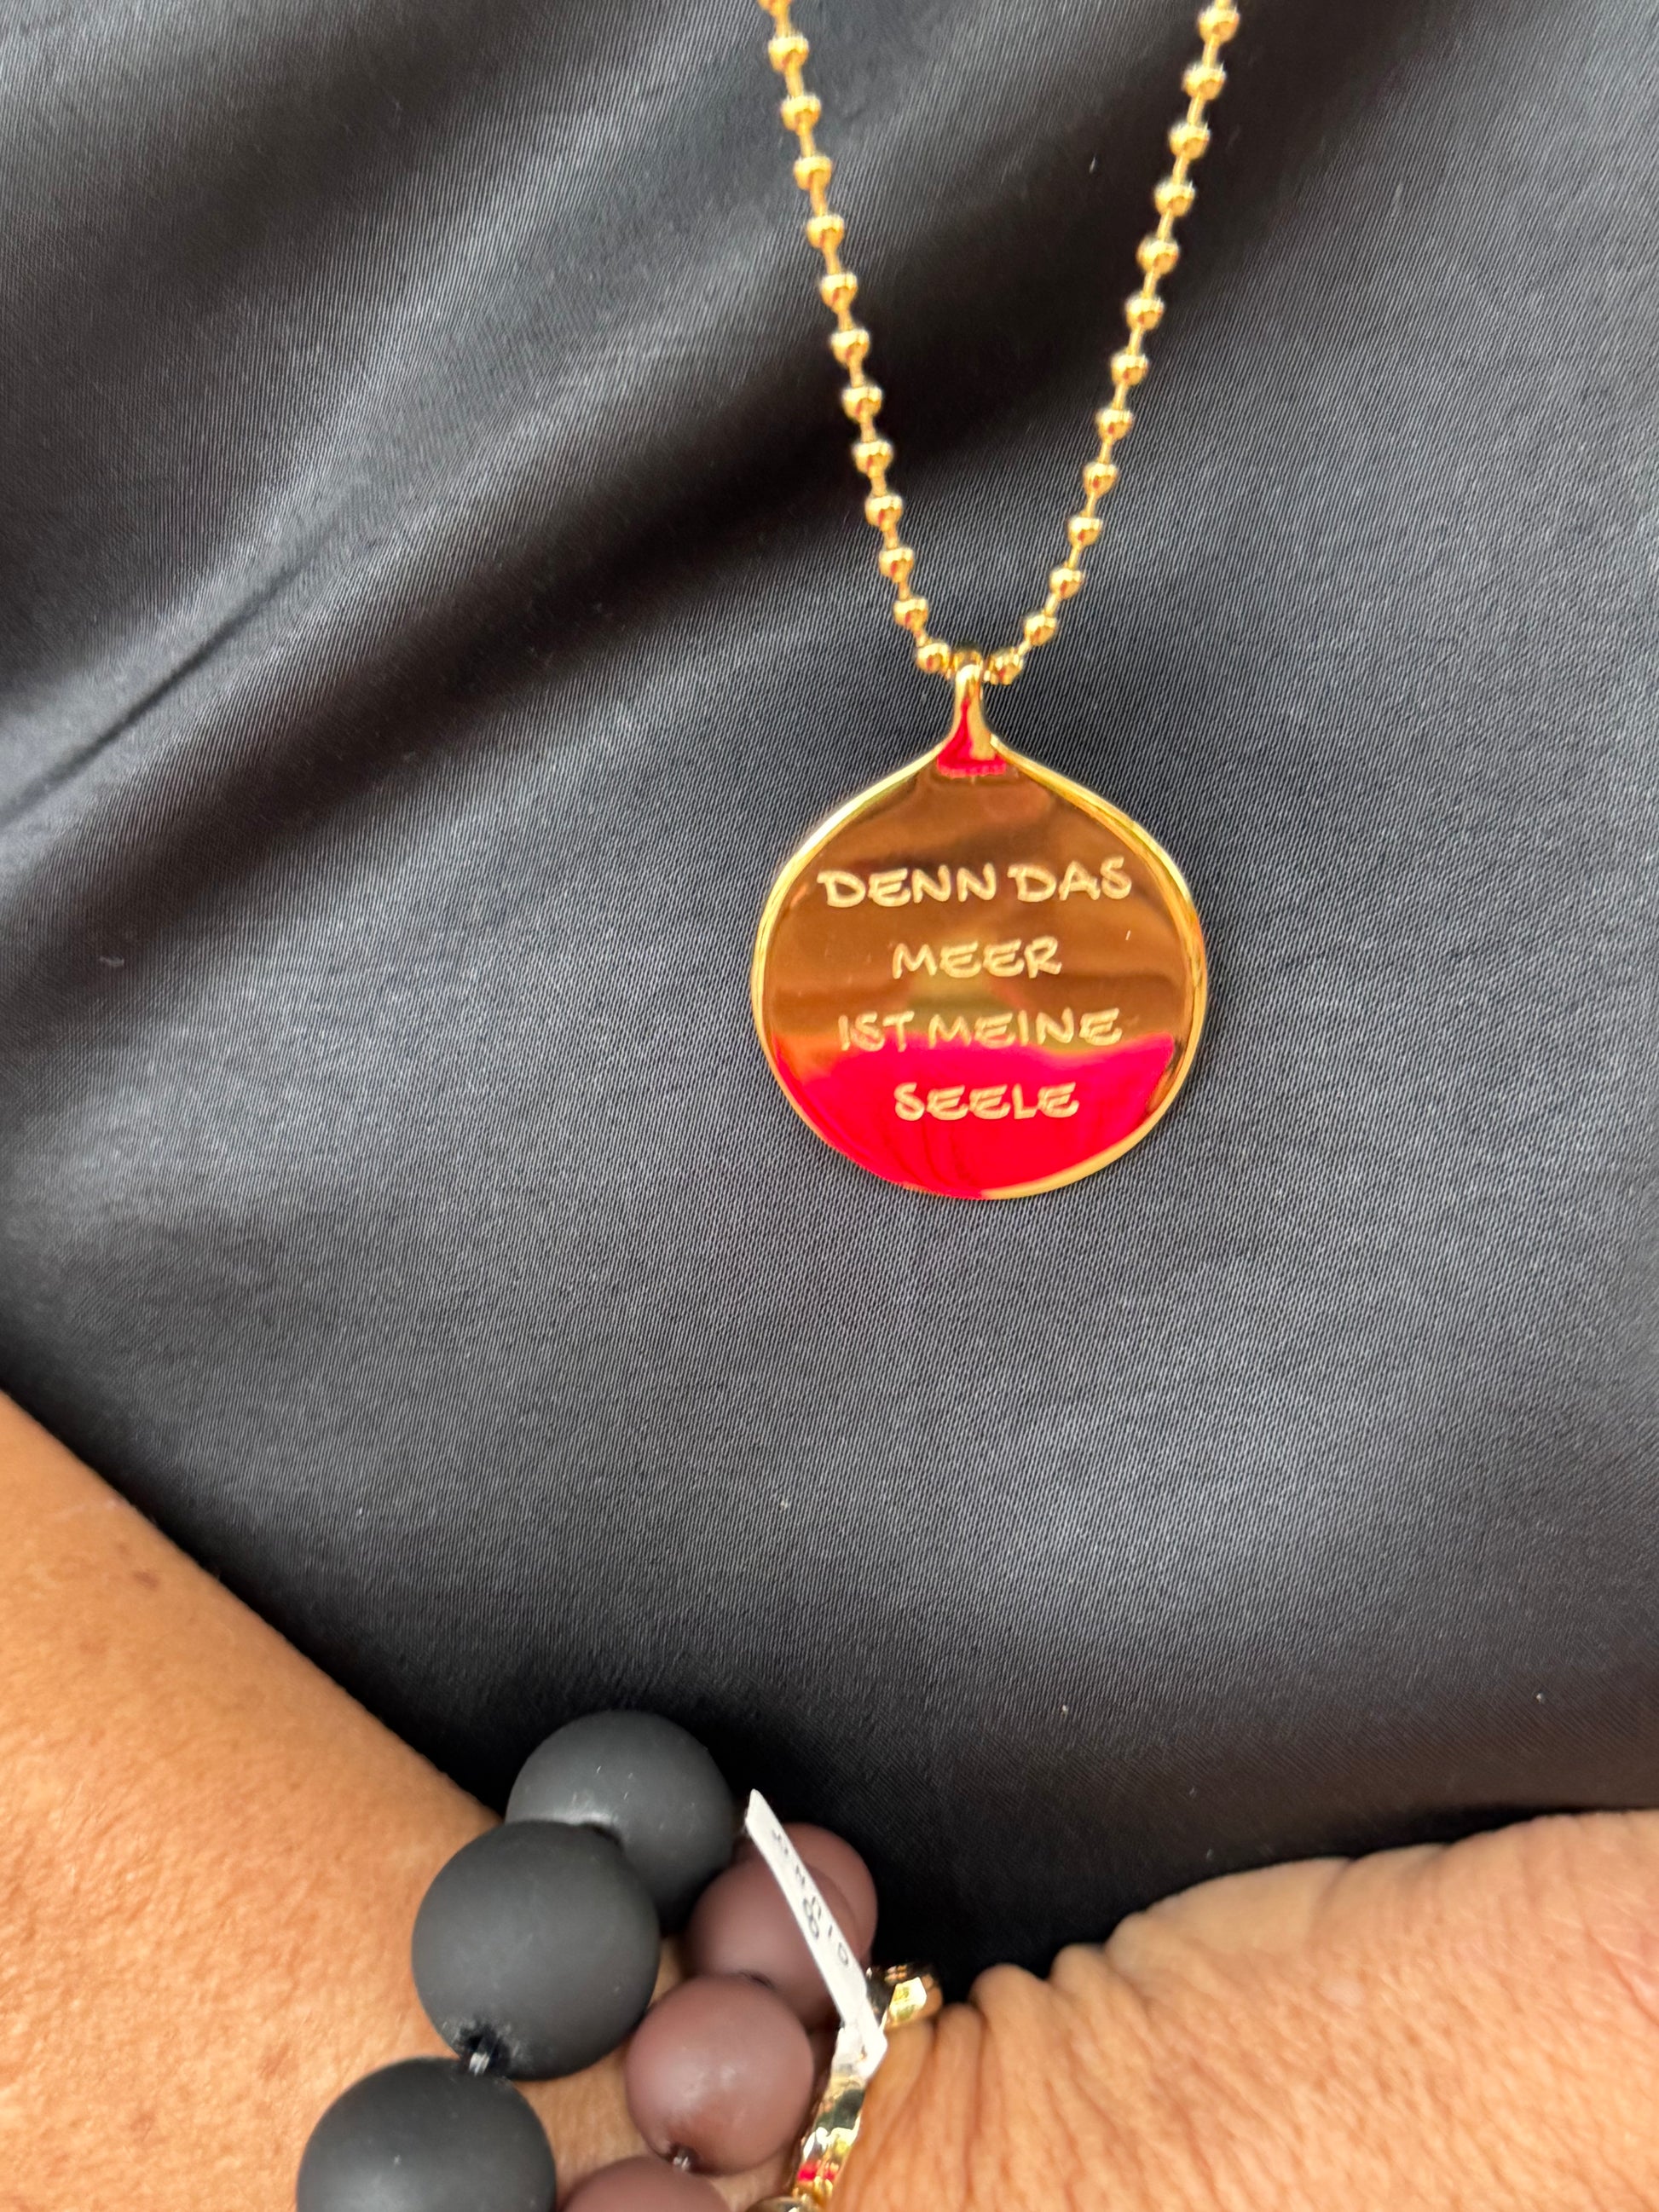 DENN DAS
MEER
IST MEINE
SEELE